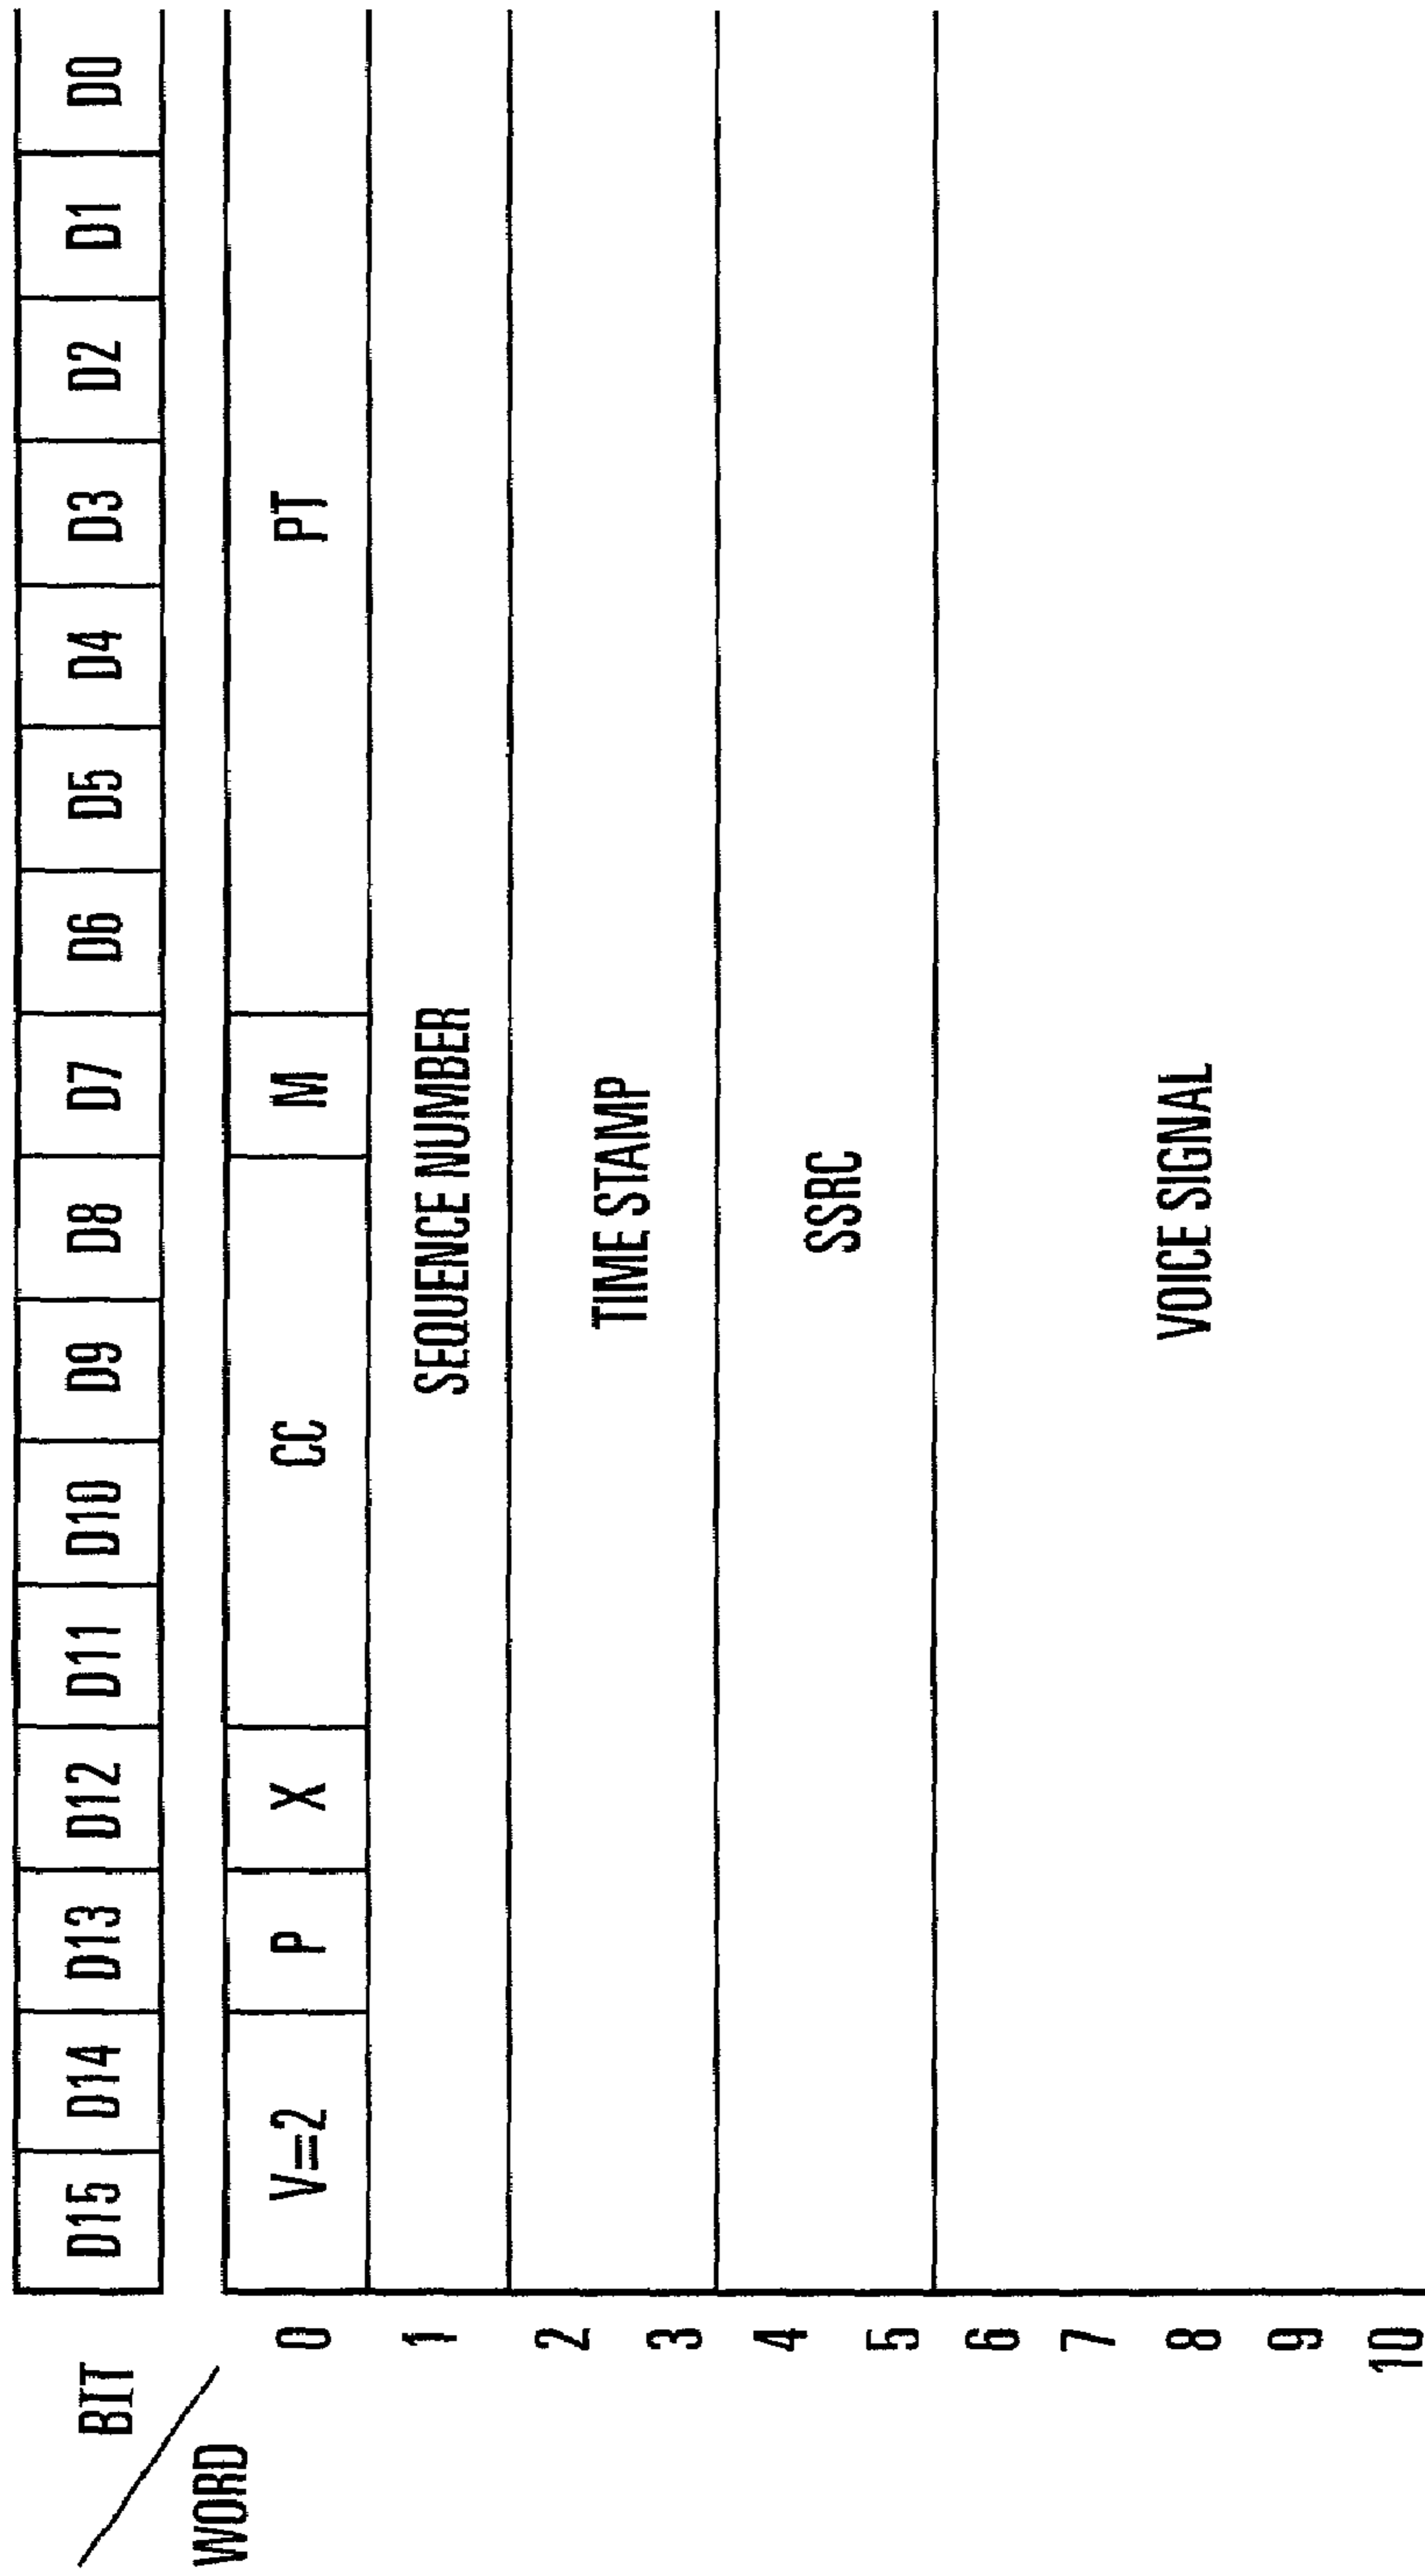 BIT D15 D14 D13 D12 D11 D10 D9 D8 D7 D6 D5 D4 D3 D2 D1 D0
WORD
0 V=2 P X CC M PT
1 SEQUENCE NUMBER
2
TIME STAMP
3
4
SSRC
5
6
7
8 VOICE SIGNAL
9
10